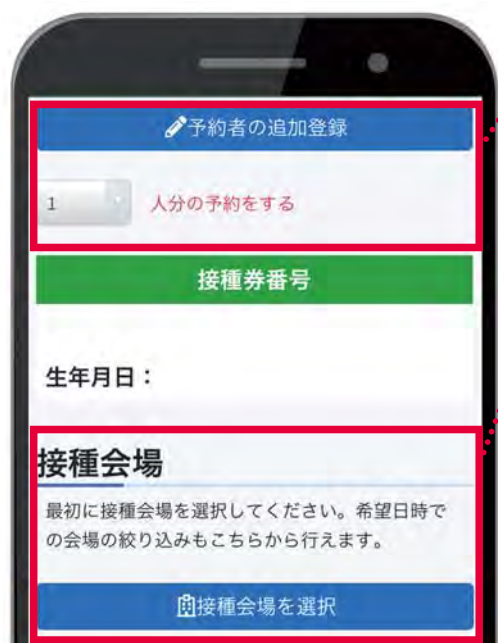 予約者の追加登録
1 人分の予約をする
接種券番号
生年月日：
接種会場
最初に接種会場を選択してください。希望日時で
の会場の絞り込みもこちらから行えます。
接種会場を選択